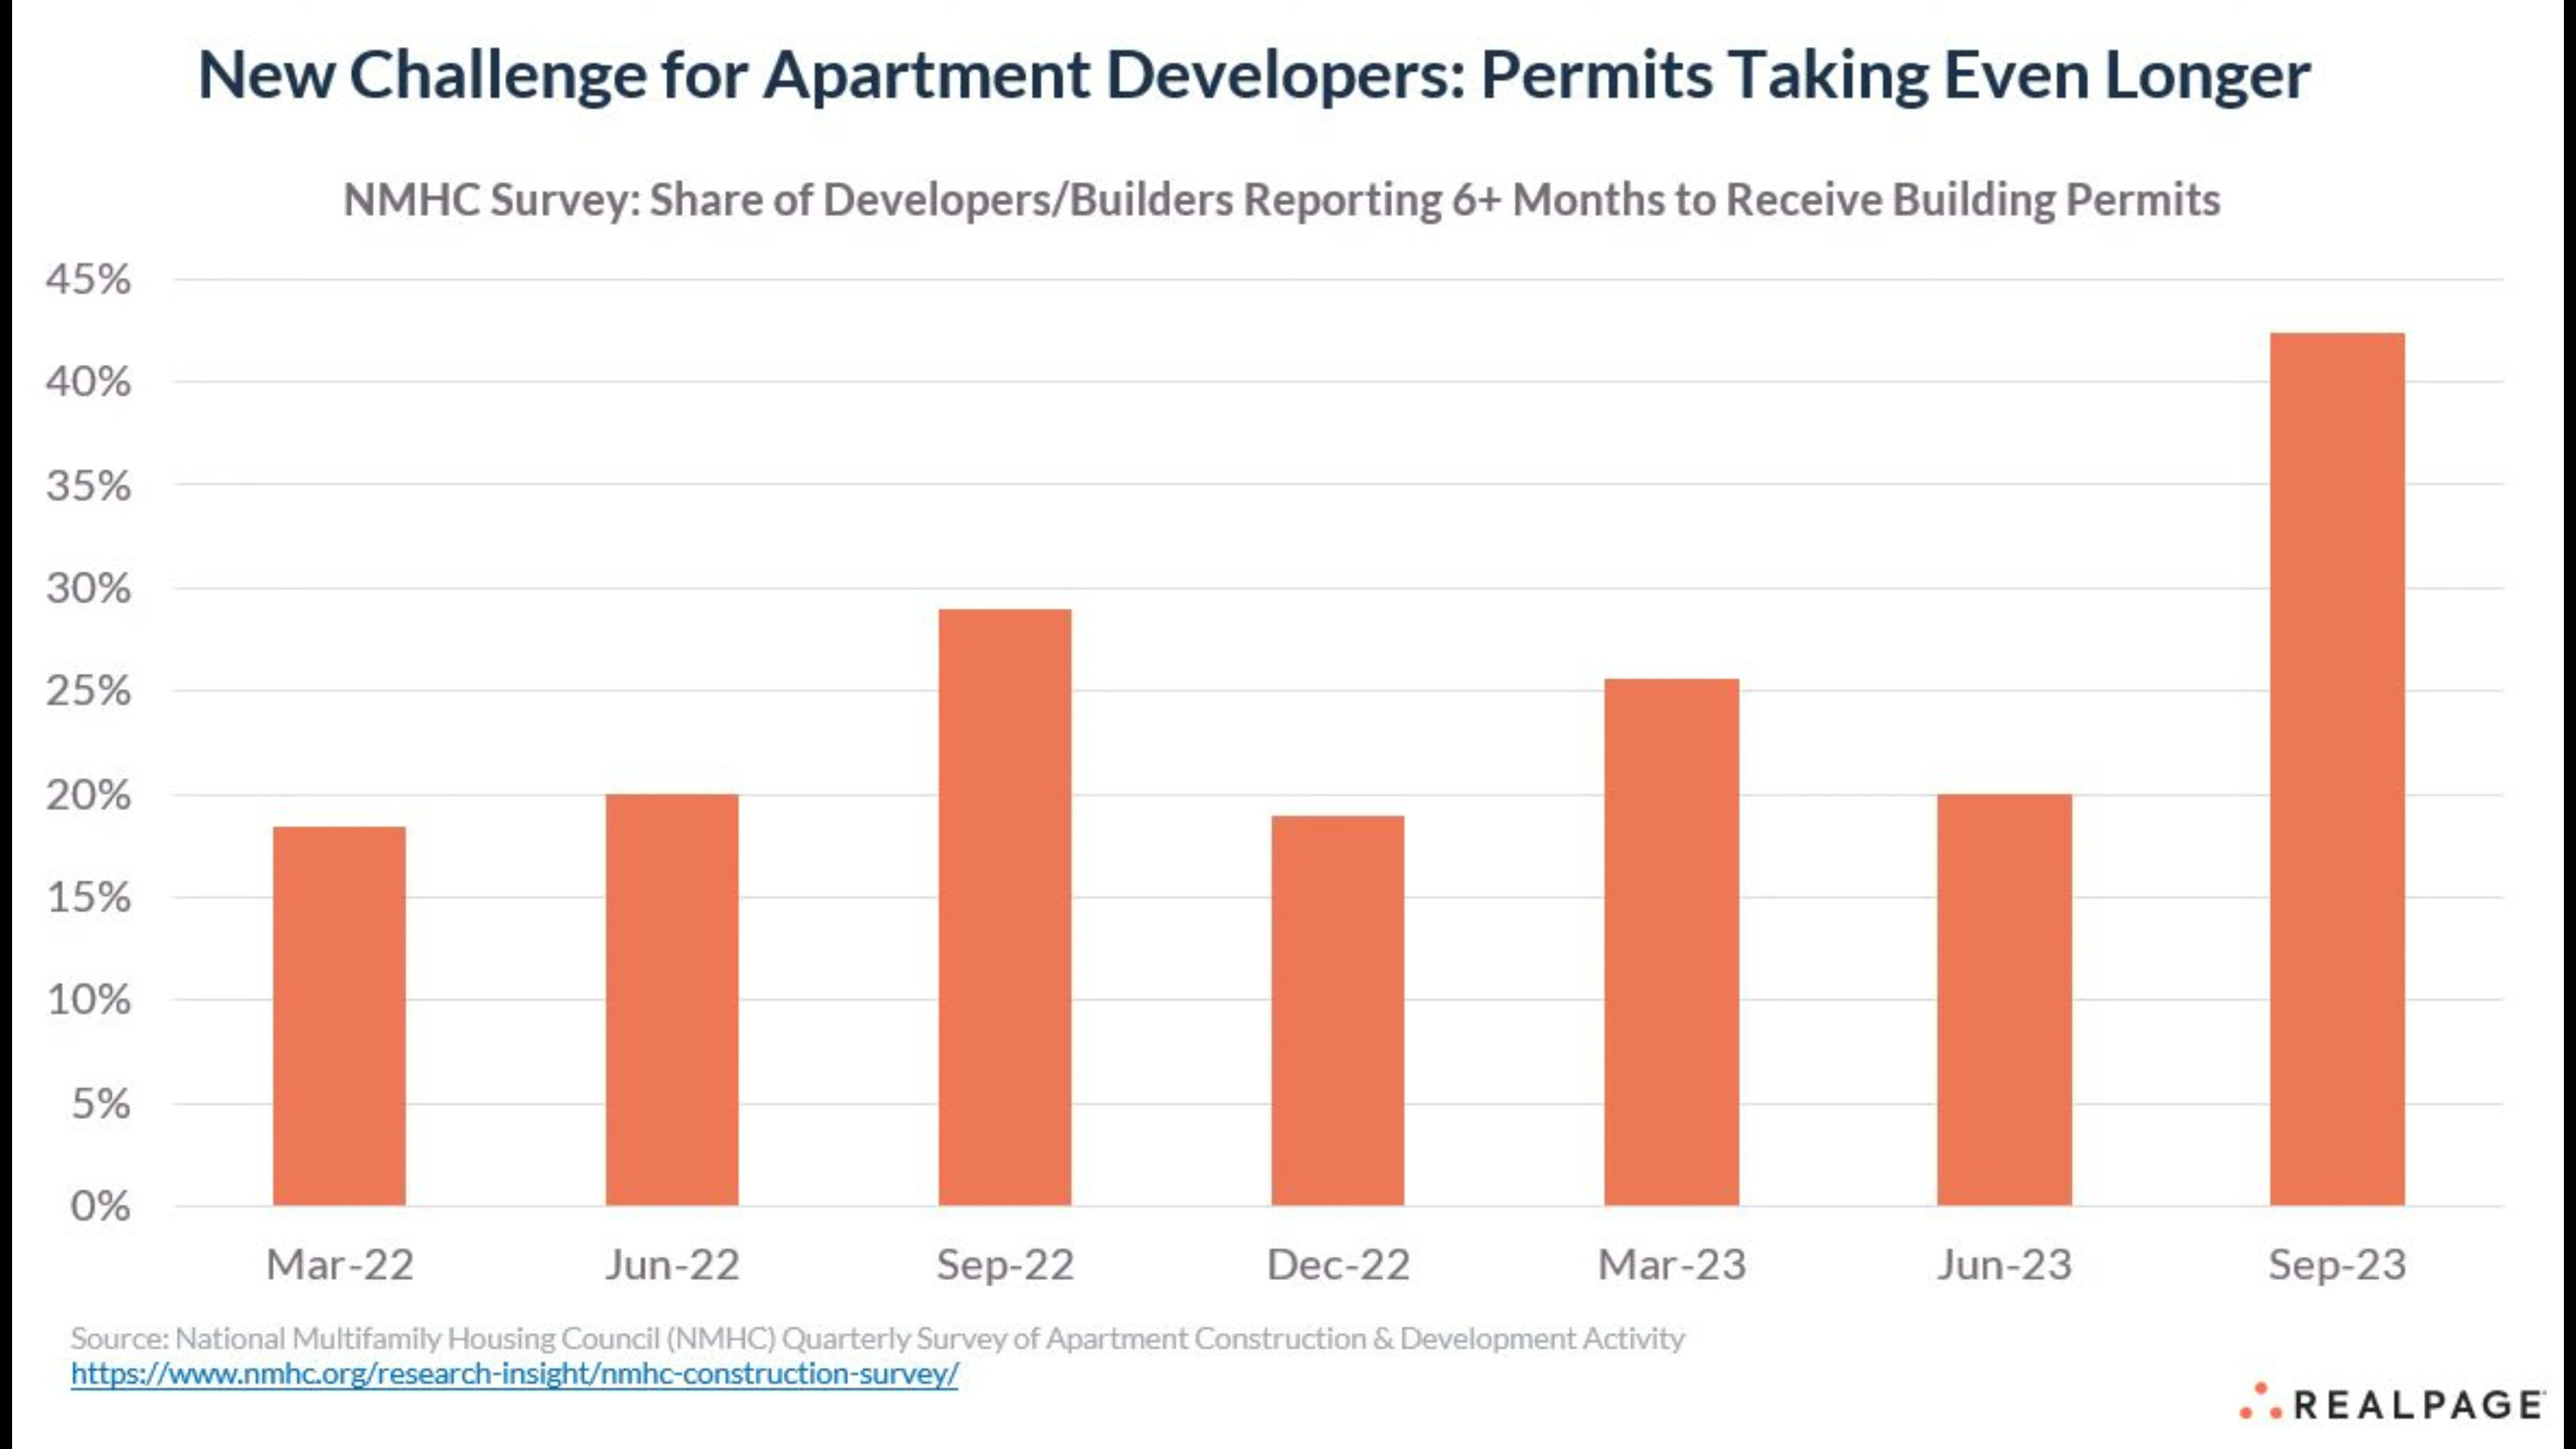 New Challenge for Apartment Developers: Permits Taking Even Longer
NMHC Survey: Share of Developers/Builders Reporting 6+ Months to Receive Building Permits
45%
40%
35%
30%
25%
20%
15%
10%
5%
0%
Mar-22 Jun-22 Sep-22 Dec-22 Mar-23 Jun-23 Sep-23
Source: National Multifamily Housing Council (NMHC) Quarterly Survey of Apartment Construction & Development Activity
https://www.nmhc.org/research-insight/nmhc-construction-survey/
REALPAGE